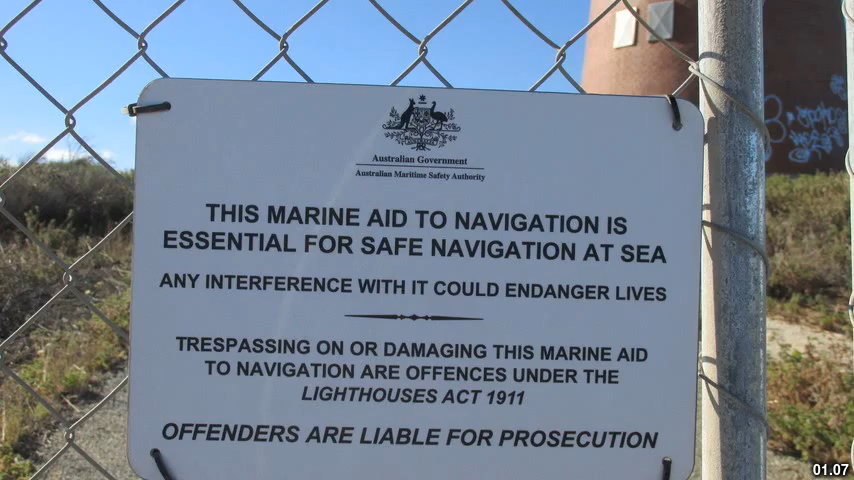 Australian Government
Australian Maritime Safety Authority
THIS MARINE AID TO NAVIGATION IS
ESSENTIAL FOR SAFE NAVIGATION AT SEA
ANY INTERFERENCE WITH IT COULD ENDANGER LIVES
TRESPASSING ON OR DAMAGING THIS MARINE AID
TO NAVIGATION ARE OFFENCES UNDER THE
LIGHTHOUSES ACT 1911
OFFENDERS ARE LIABLE FOR PROSECUTION
01.07